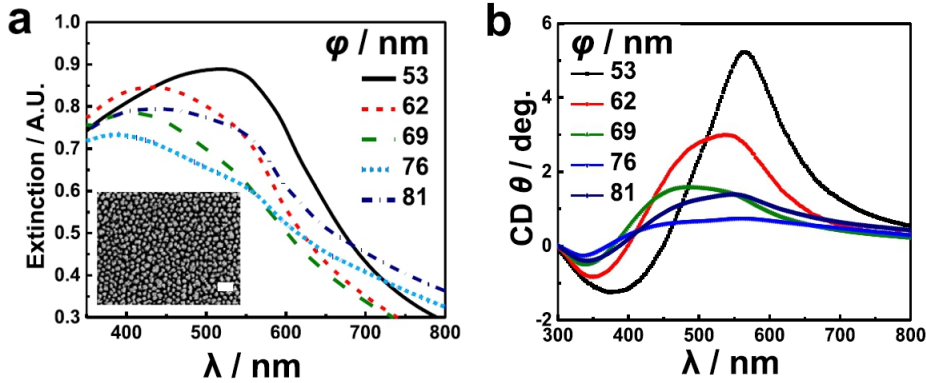 a
Extinction / A.U.
1.0
0.9
0.8
0.7
0.6
0.5
0.4
0.3
φ / nm
53
62
69
76
81
400 500 600 700 800
λ / nm
b
CD θ / deg.
6
4
2
0
-2
φ / nm
53
62
69
76
81
300 400 500 600 700 800
λ / nm